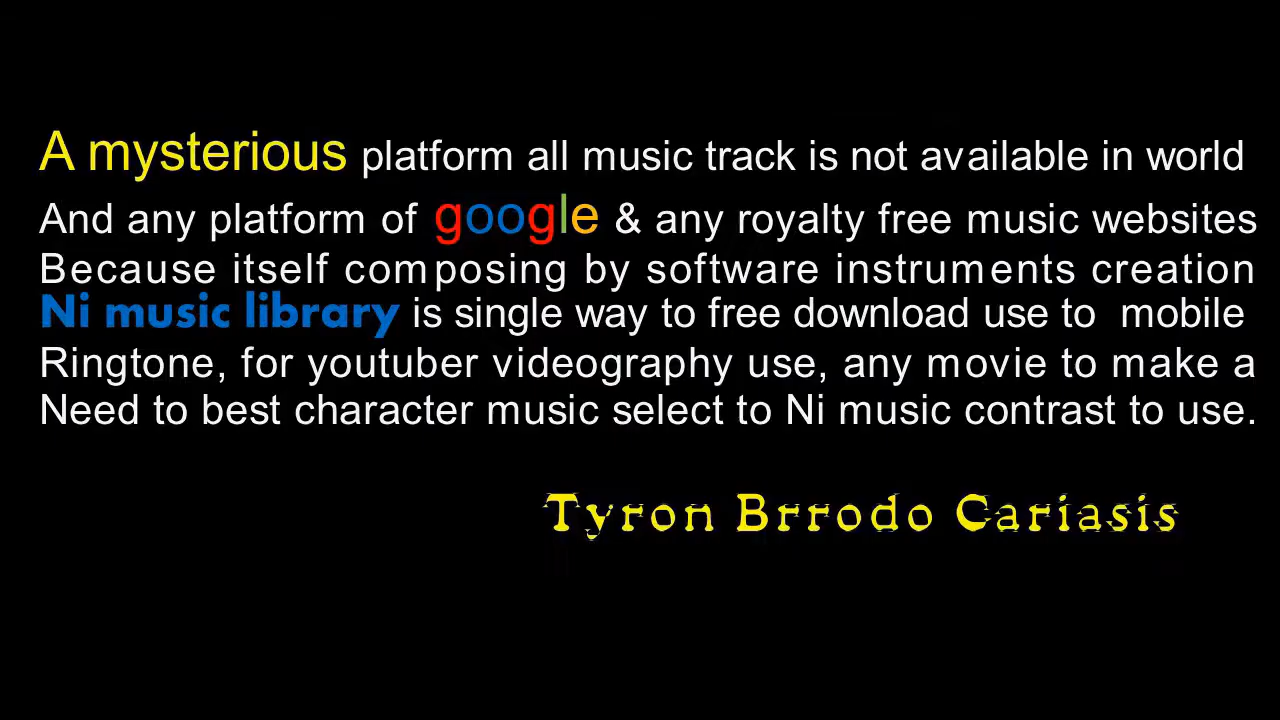 A mysterious platform all music track is not available in world
And any platform of google & any royalty free music websites
Because itself composing by software instruments creation
Ni music library is single way to free download use to mobile
Ringtone, for youtuber videography use, any movie to make a
Need to best character music select to Ni music contrast to use.
Tyron Brrodo Cariasis